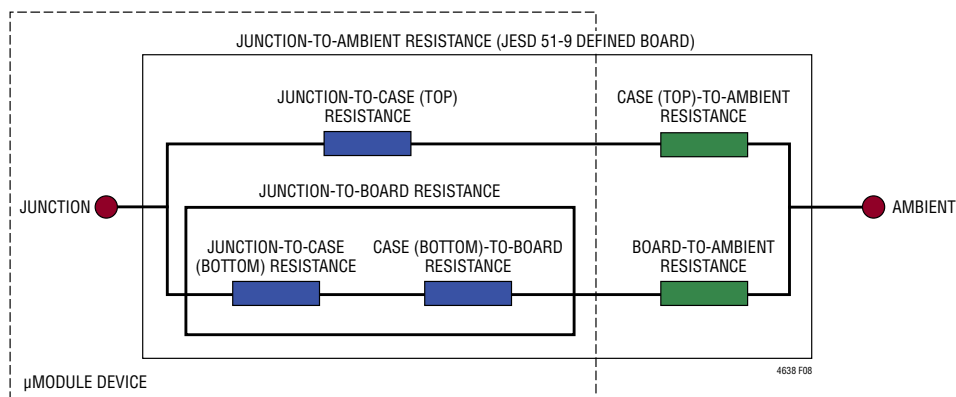 JUNCTION-TO-AMBIENT RESISTANCE (JESD 51-9 DEFINED BOARD)
JUNCTION-TO-CASE (TOP)
RESISTANCE
CASE (TOP)-TO-AMBIENT
RESISTANCE
JUNCTION-TO-BOARD RESISTANCE
JUNCTION
AMBIENT
JUNCTION-TO-CASE
(BOTTOM) RESISTANCE
CASE (BOTTOM)-TO-BOARD
RESISTANCE
BOARD-TO-AMBIENT
RESISTANCE
4638 F08
µMODULE DEVICE